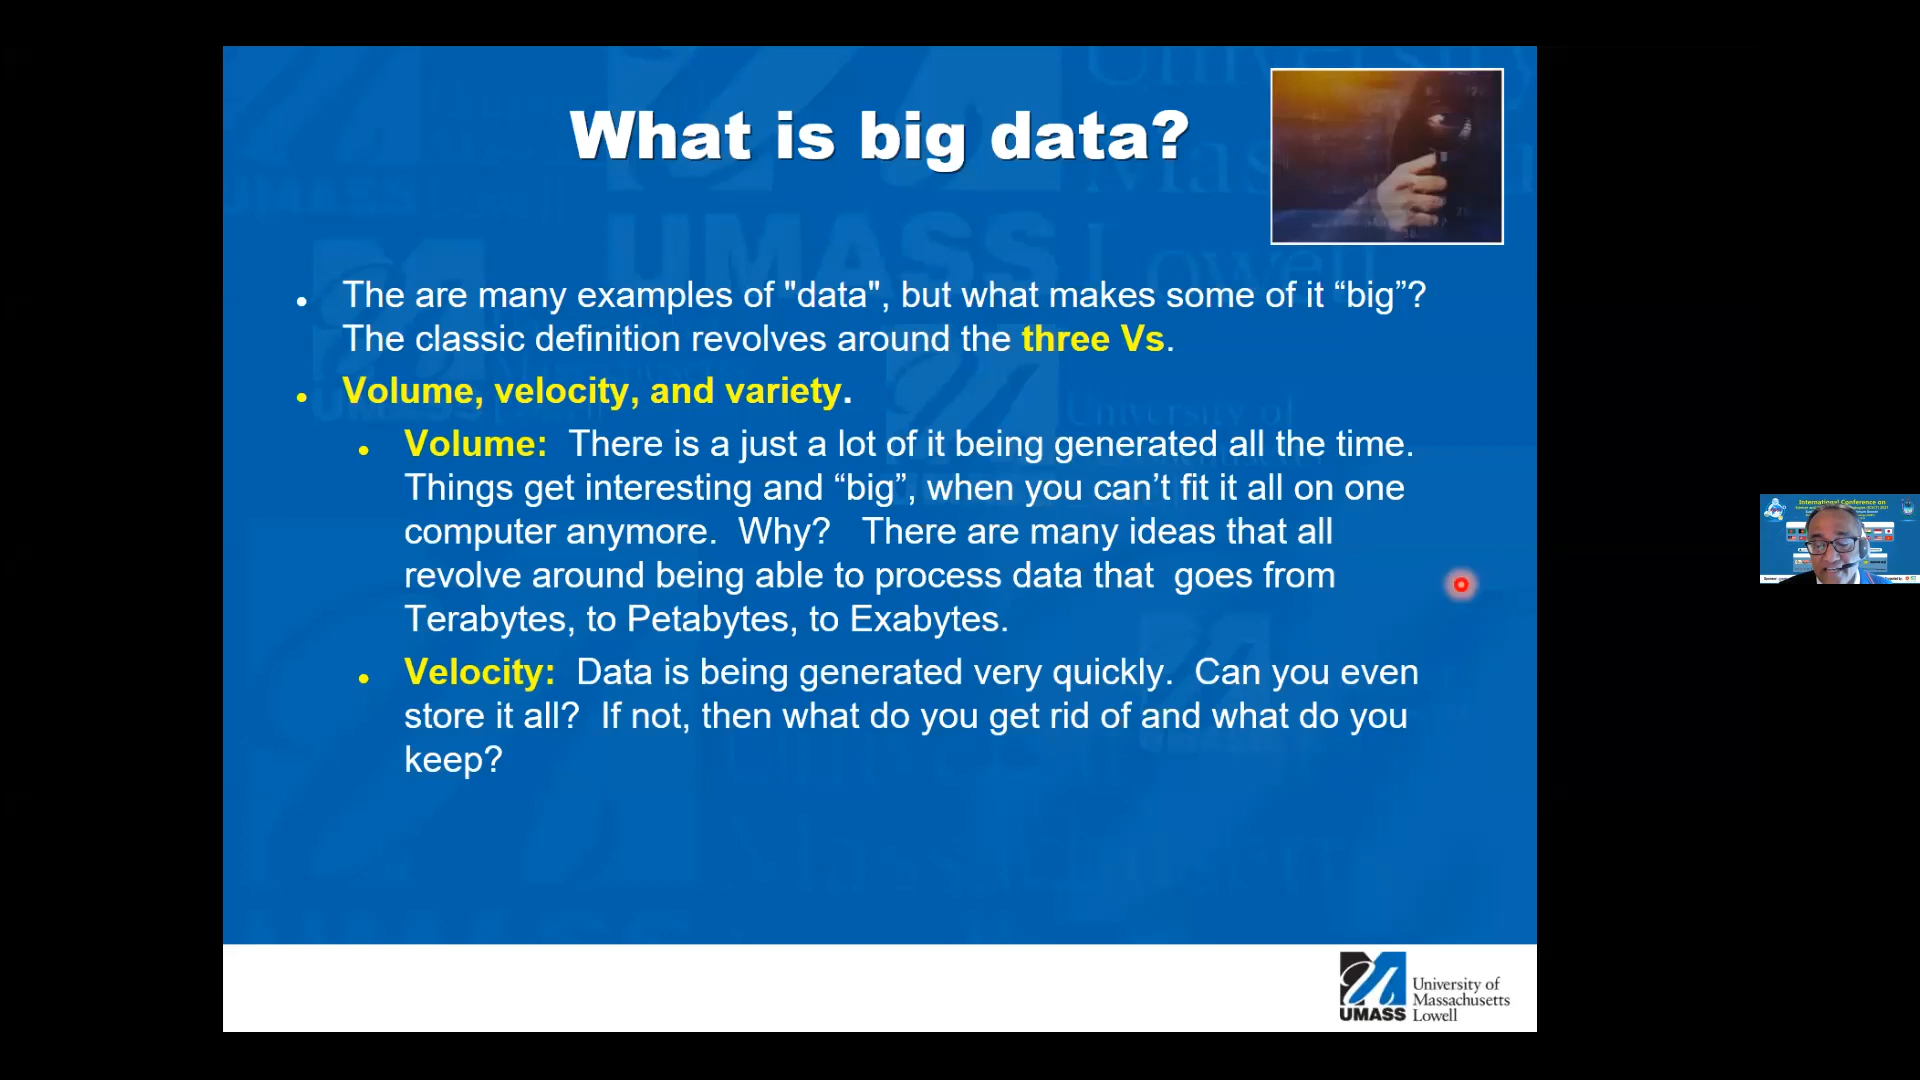 What is big data?
The are many examples of "data", but what makes some of it “big”?
The classic definition revolves around the three Vs.
Volume, velocity, and variety.
Volume: There is a just a lot of it being generated all the time.
Things get interesting and “big”, when you can’t fit it all on one
computer anymore. Why? There are many ideas that all
revolve around being able to process data that goes from
Terabytes, to Petabytes, to Exabytes.
Velocity: Data is being generated very quickly. Can you even
store it all? If not, then what do you get rid of and what do you
keep?
UMASS
University of
Massachusetts
Lowell
International Conference on